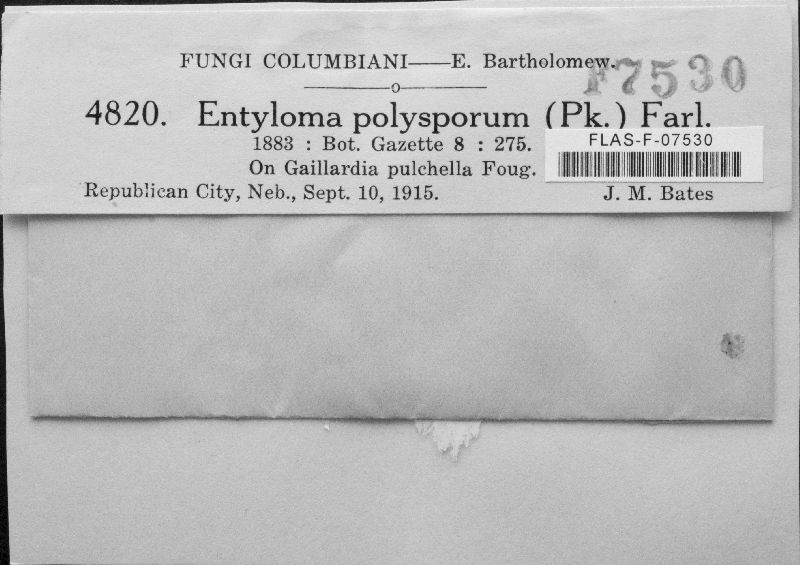 FUNGI COLUMBIANI——E. Bartholomew.
F7530
4820. Entyloma polysporum (Pk.) Farl.
1883 : Bot. Gazette 8 : 275.
FLAS-F-07530
On Gaillardia pulchella Foug.
Republican City, Neb., Sept. 10, 1915. J. M. Bates